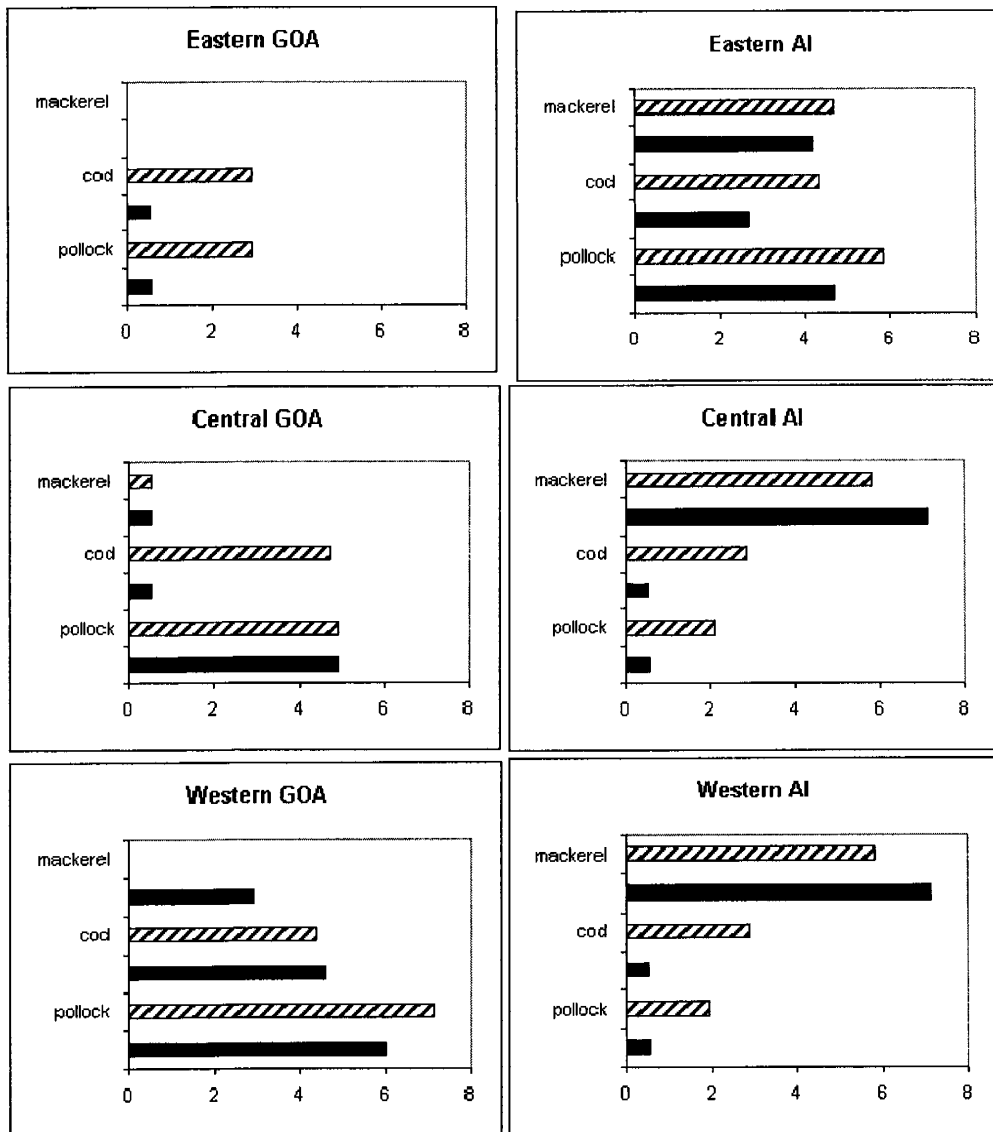 Eastern GOA
mackerel
cod
pollock
0 2 4 6 8
Eastern AI
mackerel
cod
pollock
0 2 4 6 8
Central GOA
mackerel
cod
pollock
0 2 4 6 8
Central AI
mackerel
cod
pollock
0 2 4 6 8
Western GOA
mackerel
cod
pollock
0 2 4 6 8
Western AI
mackerel
cod
pollock
0 2 4 6 8